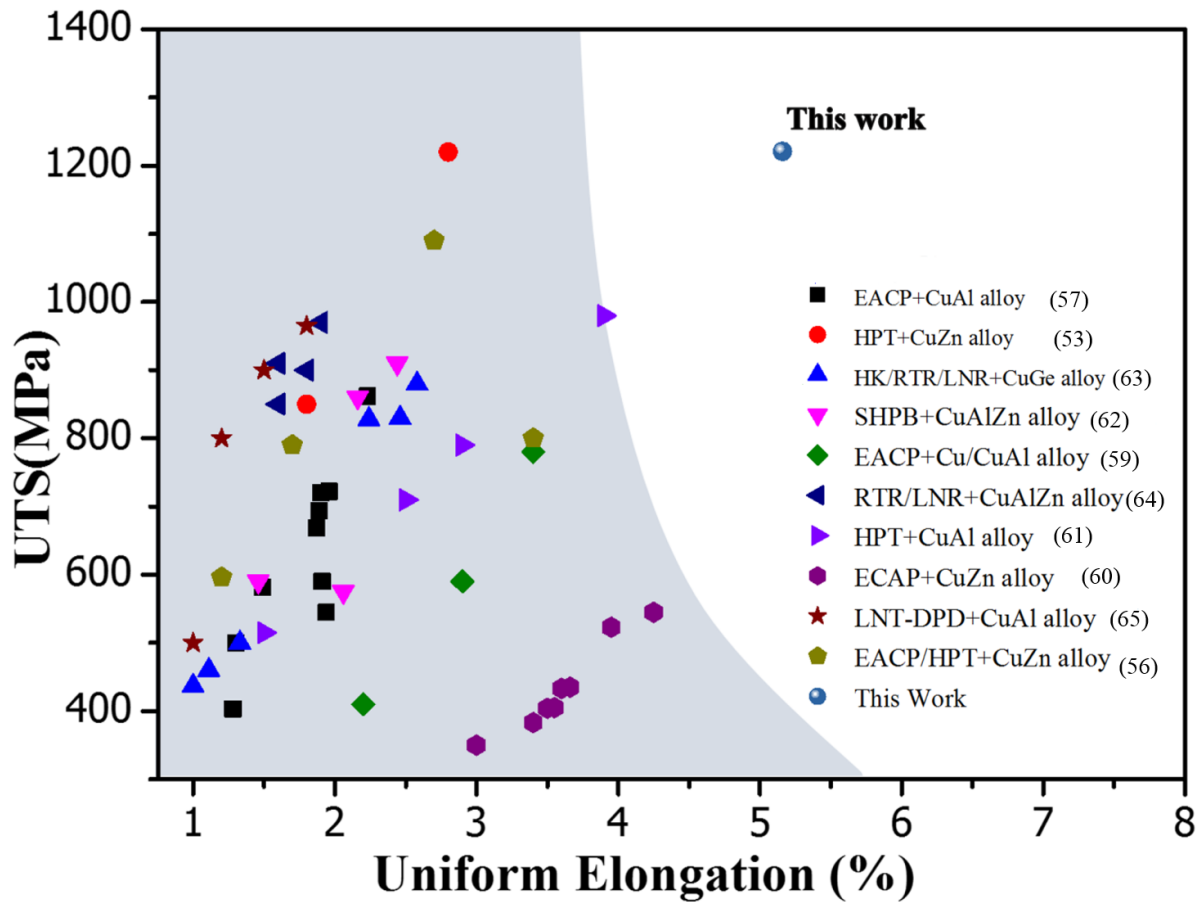 1400
1200
1000
800
600
400
UTS(MPa)
This work
EACP+CuAl alloy (57)
HPT+CuZn alloy (53)
HK/RTR/LNR+CuGe alloy (63)
SHPB+CuAlZn alloy (62)
EACP+Cu/CuAl alloy (59)
RTR/LNR+CuAlZn alloy (64)
HPT+CuAl alloy (61)
ECAP+CuZn alloy (60)
LNT-DPD+CuAl alloy (65)
EACP/HPT+CuZn alloy (56)
This Work
1 2 3 4 5 6 7 8
Uniform Elongation (%)